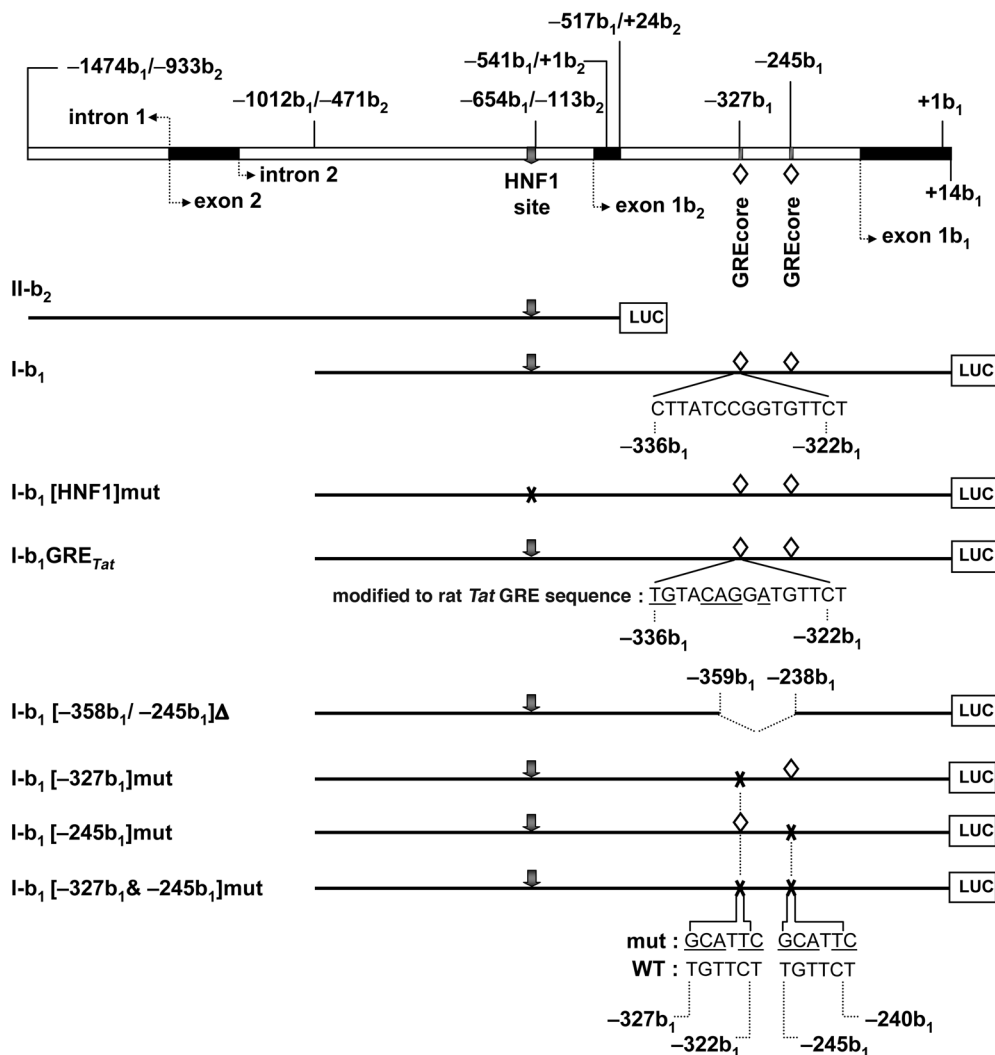 −517b1/+24b2
−1474b1/−933b2
−541b1/+1b2
−245b1
intron 1
−1012b1/−471b2
−654b1/−113b2
−327b1
+1b1
intron 2
exon 2
HNF1
site
exon 1b2
GREcore
GREcore
+14b1
exon 1b1
II-b2
LUC
I-b1
LUC
CTTATCCGGTGTTCT
−336b1
−322b1
I-b1 [HNF1]mut
LUC
I-b1GRETat
LUC
modified to rat Tat GRE sequence : TGTACAGGATGTTCT
−336b1
−322b1
−359b1
−238b1
I-b1 [−358b1/ −245b1]Δ
LUC
I-b1 [−327b1]mut
LUC
I-b1 [−245b1]mut
LUC
I-b1 [−327b1& −245b1]mut
LUC
mut : GCATTC GCATTC
WT : TGTTCT TGTTCT
−327b1
−240b1
−322b1
−245b1